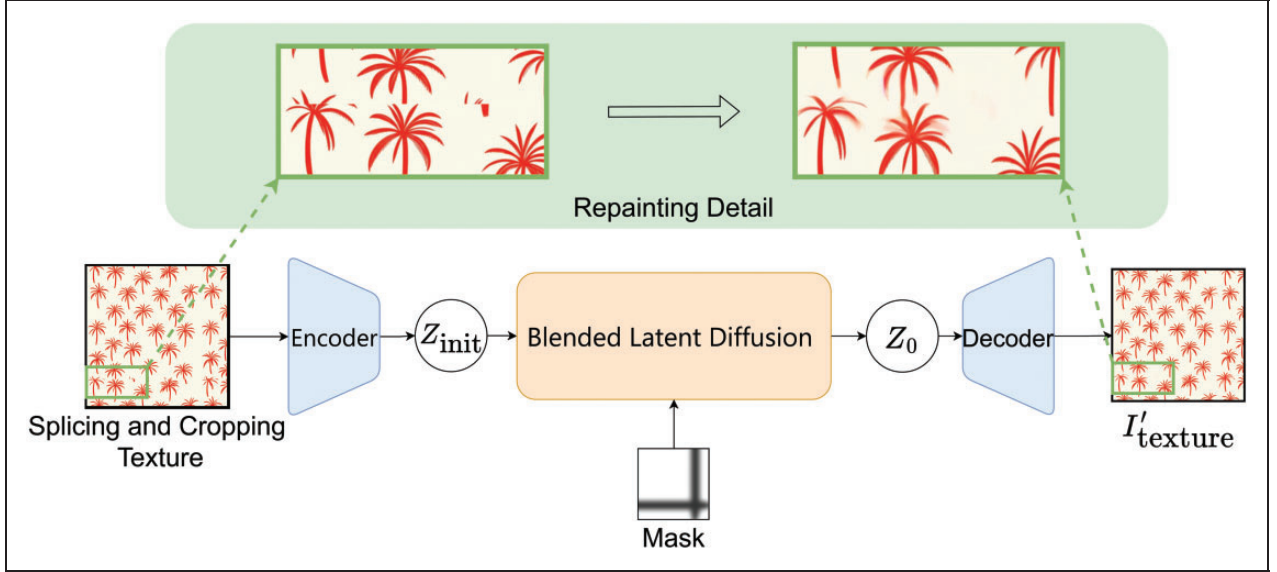 Repainting Detail
Encoder
Z_init
Blended Latent Diffusion
Z_0
Decoder
Splicing and Cropping
Texture
I′_texture
Mask